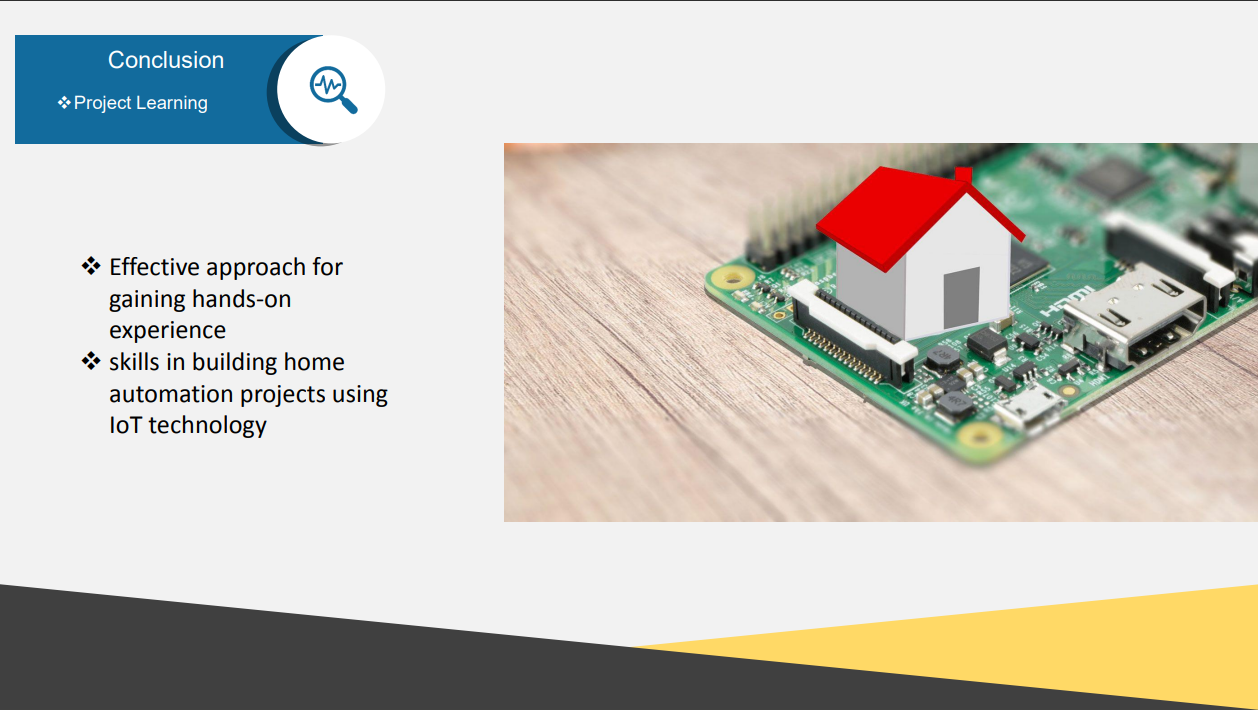 Conclusion
❖Project Learning
❖ Effective approach for
gaining hands-on
experience
❖ skills in building home
automation projects using
IoT technology
HDMI